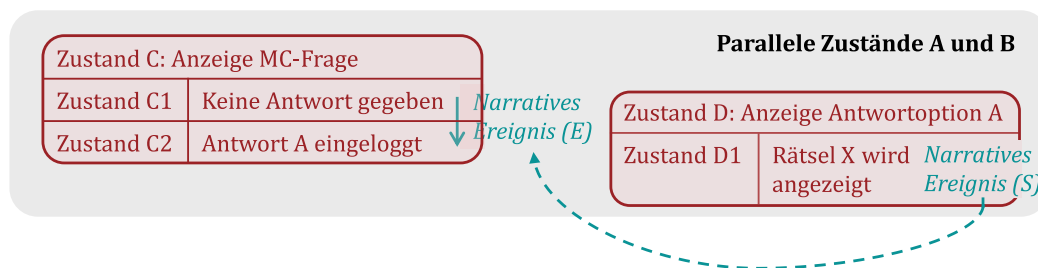 Parallele Zustände A und B
Zustand C: Anzeige MC-Frage
Zustand C1 Keine Antwort gegeben
Zustand C2 Antwort A eingeloggt
Narratives
Ereignis (E)
Zustand D: Anzeige Antwortoption A
Zustand D1 Rätsel X wird
angezeigt
Narratives
Ereignis (S)